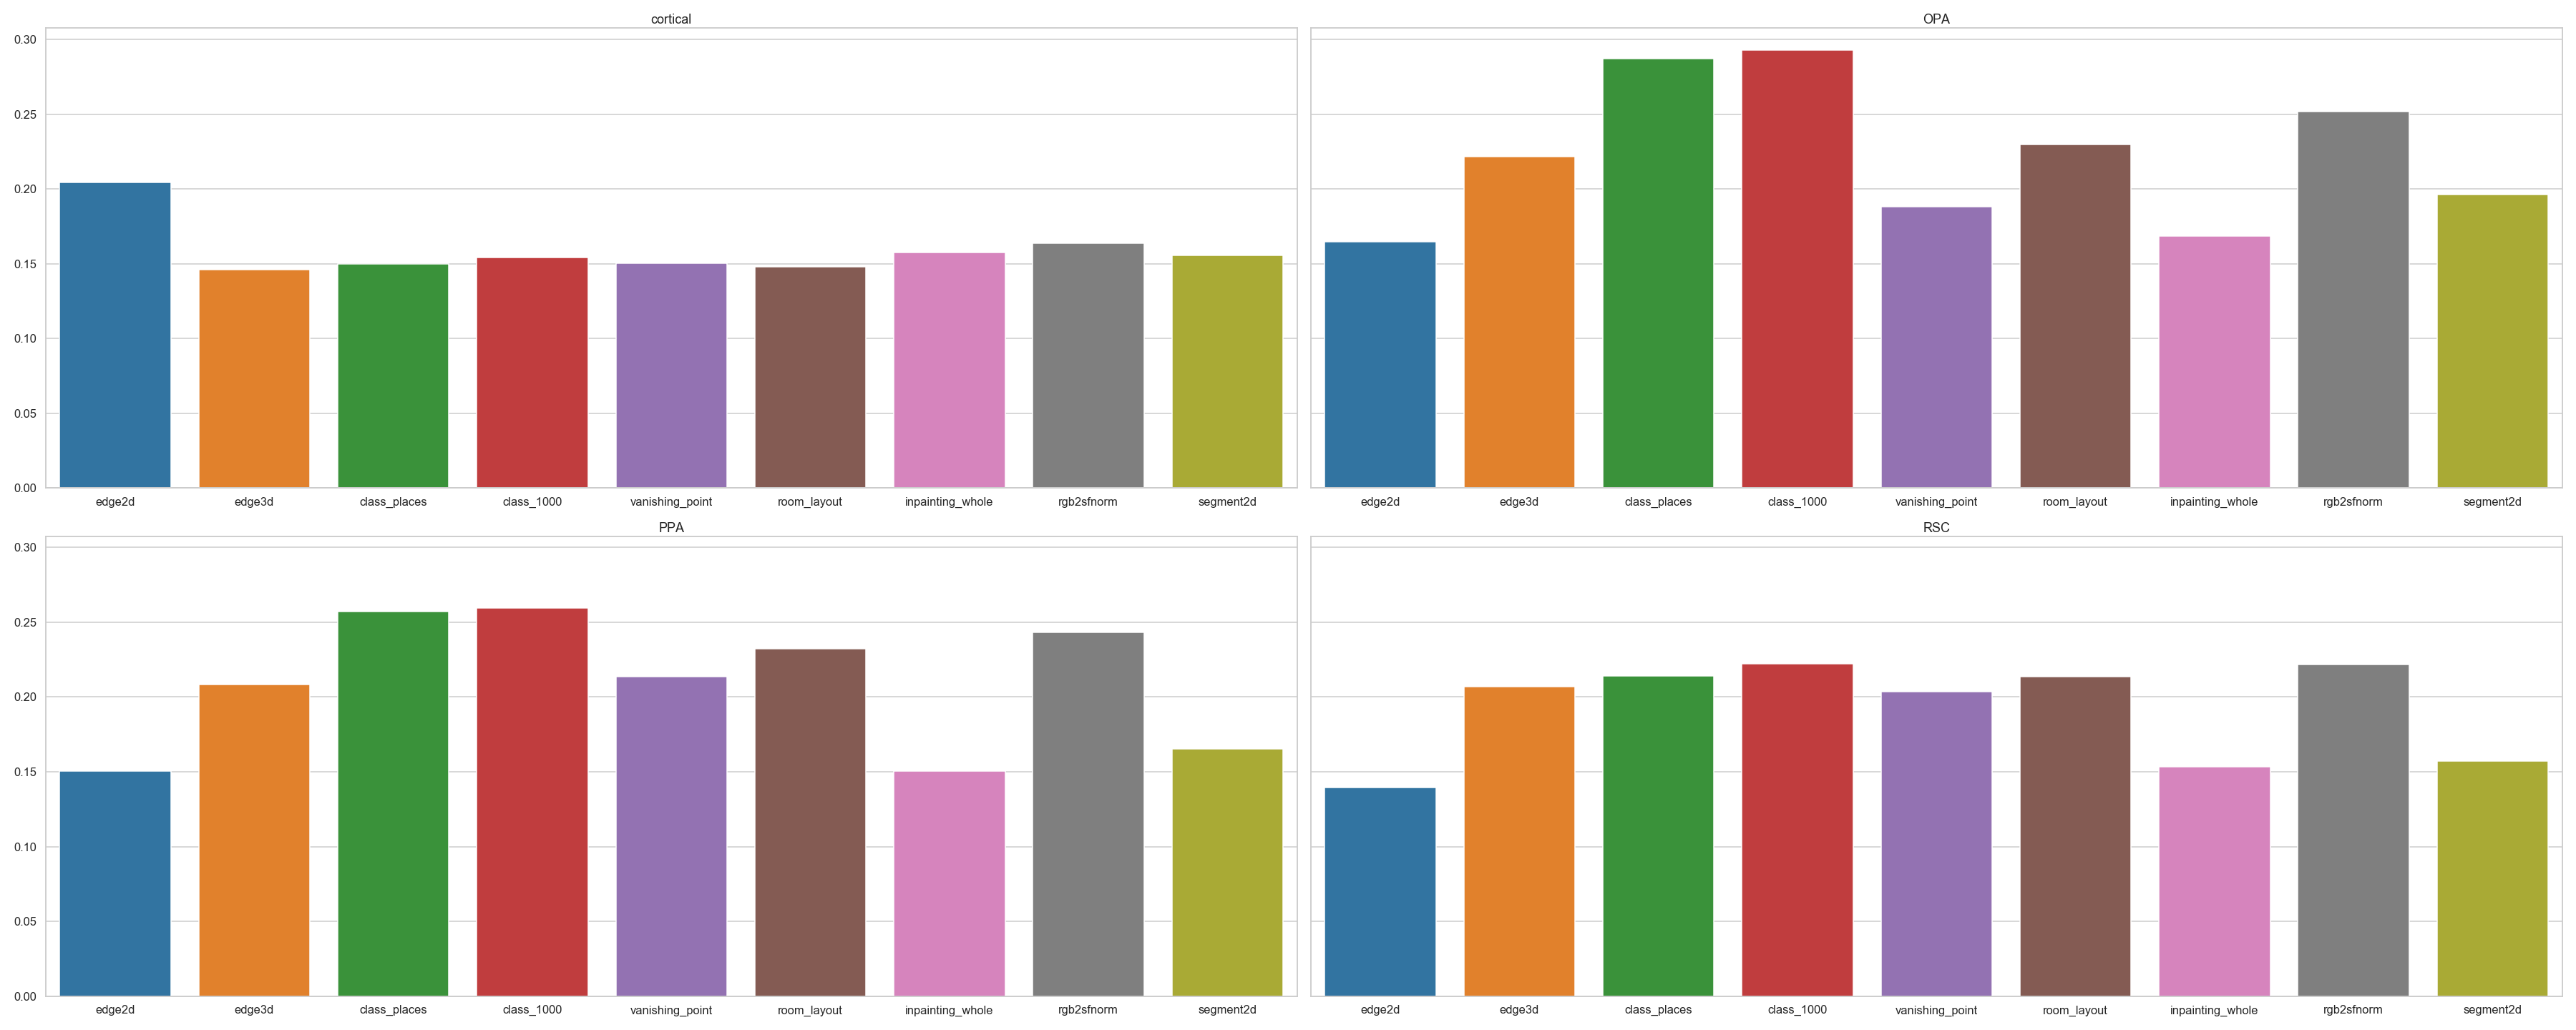 cortical
OPA
0.30
0.25
0.20
0.15
0.10
0.05
0.00
edge2d edge3d class_places class_1000 vanishing_point room_layout inpainting_whole rgb2sfnorm segment2d
edge2d edge3d class_places class_1000 vanishing_point room_layout inpainting_whole rgb2sfnorm segment2d
PPA
RSC
0.30
0.25
0.20
0.15
0.10
0.05
0.00
edge2d edge3d class_places class_1000 vanishing_point room_layout inpainting_whole rgb2sfnorm segment2d
edge2d edge3d class_places class_1000 vanishing_point room_layout inpainting_whole rgb2sfnorm segment2d